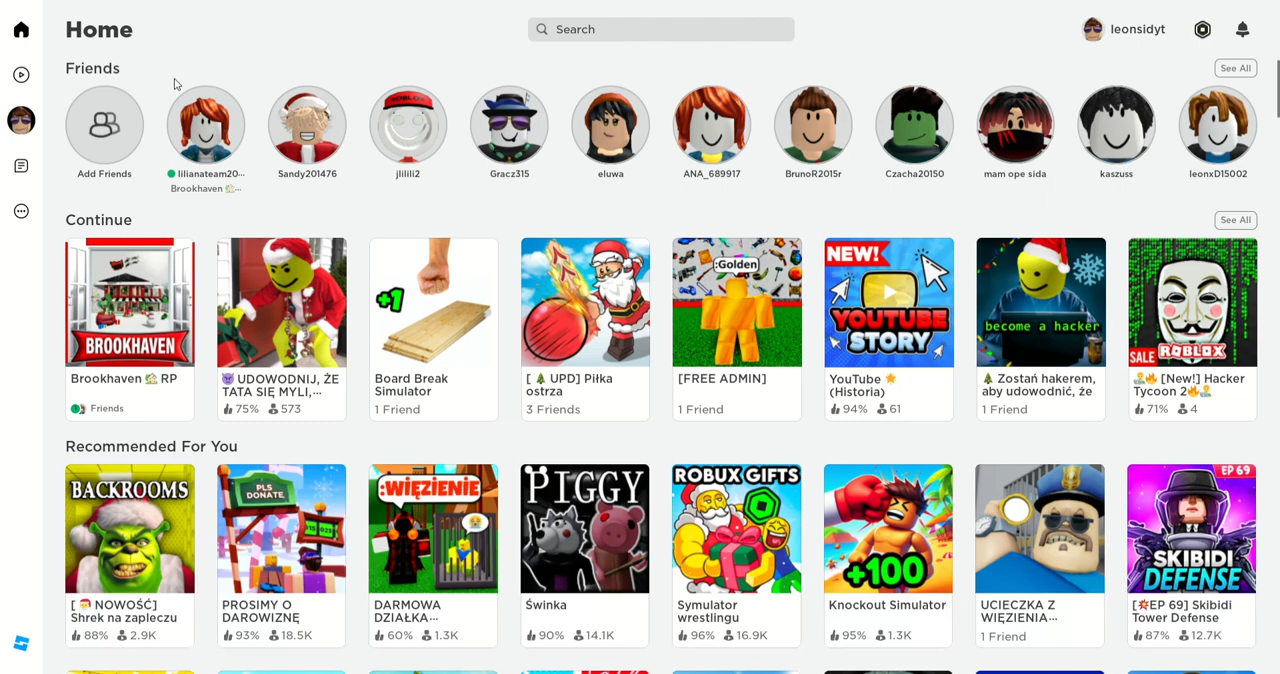 Home
Search
leonsidyt
Friends
See All
ROBLOX
Add Friends
lilianateam20...
Sandy201476
jlilili2
Gracz315
eluwa
ANA_689917
BrunoR2015r
Czacha20150
mam ope sida
kaszuss
leonxD15002
Brookhaven 🏡...
Continue
See All
BROOKHAVEN
+1
:Golden
NEW!
YOUTUBE
STORY
become a hacker
SALE
ROBLOX
Brookhaven 🏡 RP
Friends
😈 UDOWODNIJ, ŻE
TATA SIĘ MYLI,...
75% 573
Board Break
Simulator
1 Friend
[ 🎄 UPD] Piłka
ostrza
3 Friends
[FREE ADMIN]
1 Friend
YouTube 🌟
(Historia)
94% 61
🎄 Zostań hakerem,
aby udowodnić, że
1 Friend
👨‍💻🔥 [New!] Hacker
Tycoon 2🔥👨‍💻
71% 4
Recommended For You
BACKROOMS
PLS
DONATE
:WIĘZIENIE
PIGGY
ROBUX GIFTS
+100
EP 69
SKIBIDI
DEFENSE
[ 🎅 NOWOŚĆ]
Shrek na zapleczu
88% 2.9K
PROSIMY O
DAROWIZNĘ
93% 18.5K
DARMOWA
DZIAŁKA...
60% 1.3K
Świnka
90% 14.1K
Symulator
wrestlingu
96% 16.9K
Knockout Simulator
95% 1.3K
UCIECZKA Z
WIĘZIENIA...
1 Friend
[💥EP 69] Skibidi
Tower Defense
87% 12.7K